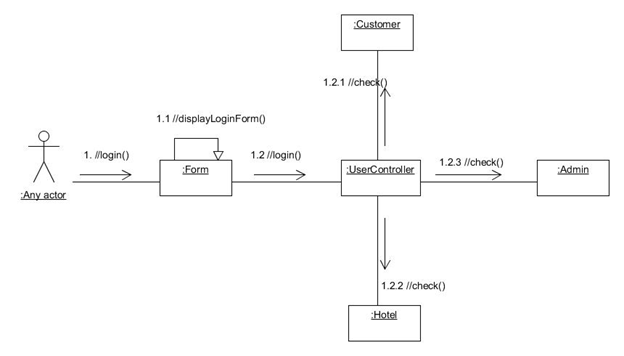 :Customer
1.2.1 //check()
1.1 //displayLoginForm()
1. //login()
1.2 //login()
1.2.3 //check()
:Form
:UserController
:Admin
:Any actor
1.2.2 //check()
:Hotel